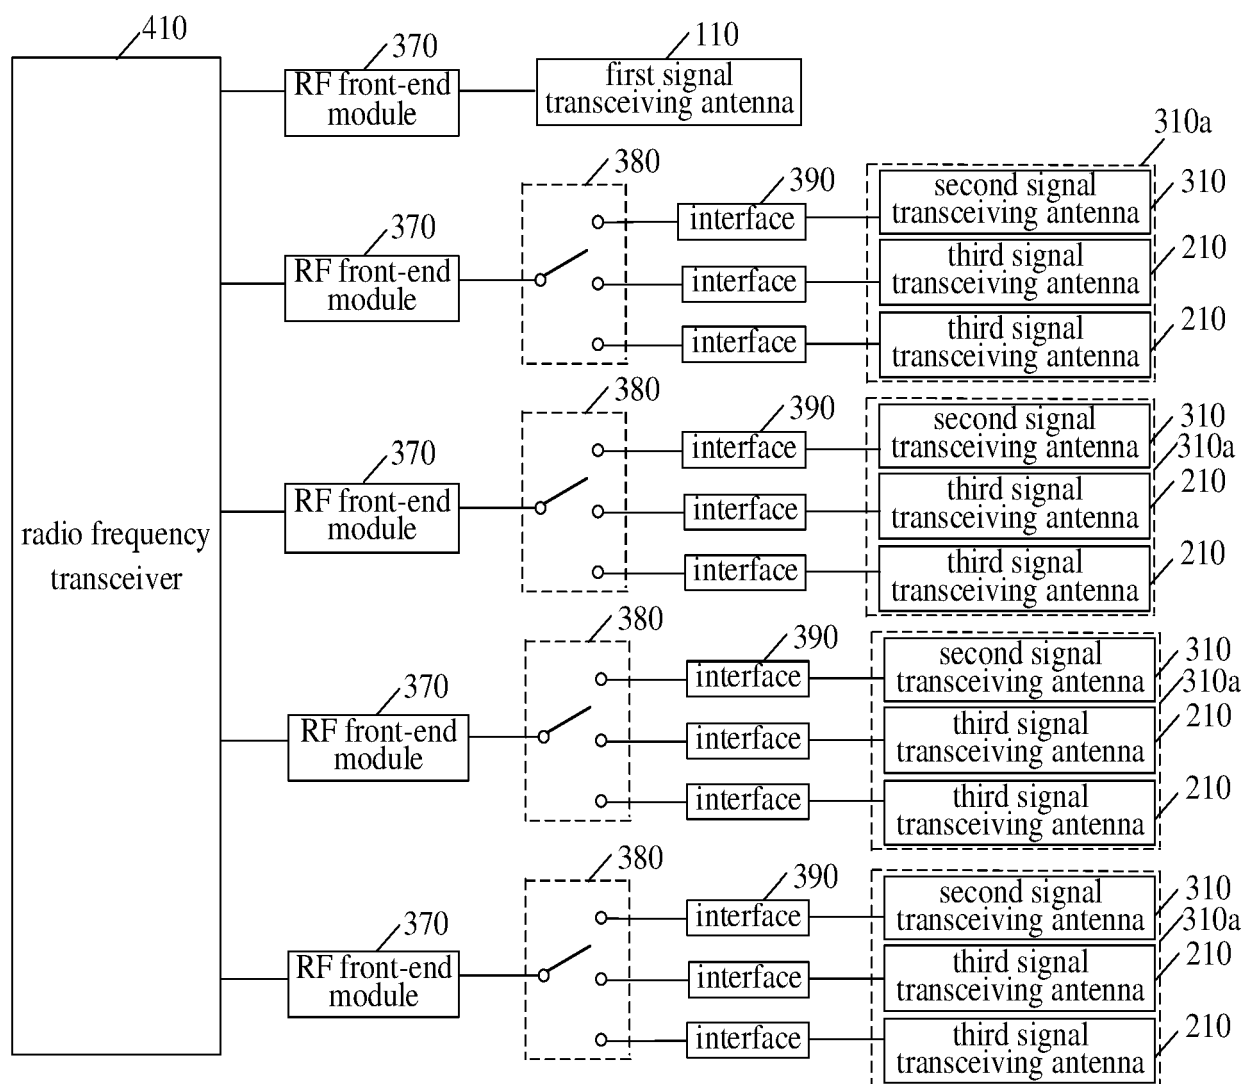 410
370
110
RF front-end
module
first signal
transceiving antenna
310a
380
390
second signal
transceiving antenna
310
interface
370
RF front-end
module
third signal
transceiving antenna
210
interface
third signal
transceiving antenna
210
interface
380
390
second signal
transceiving antenna
310
310a
interface
370
RF front-end
module
third signal
transceiving antenna
210
interface
radio frequency
transceiver
third signal
transceiving antenna
210
interface
380
390
second signal
transceiving antenna
310
310a
interface
370
RF front-end
module
third signal
transceiving antenna
210
interface
third signal
transceiving antenna
210
interface
380
390
second signal
transceiving antenna
310
310a
interface
370
RF front-end
module
third signal
transceiving antenna
210
interface
third signal
transceiving antenna
210
interface